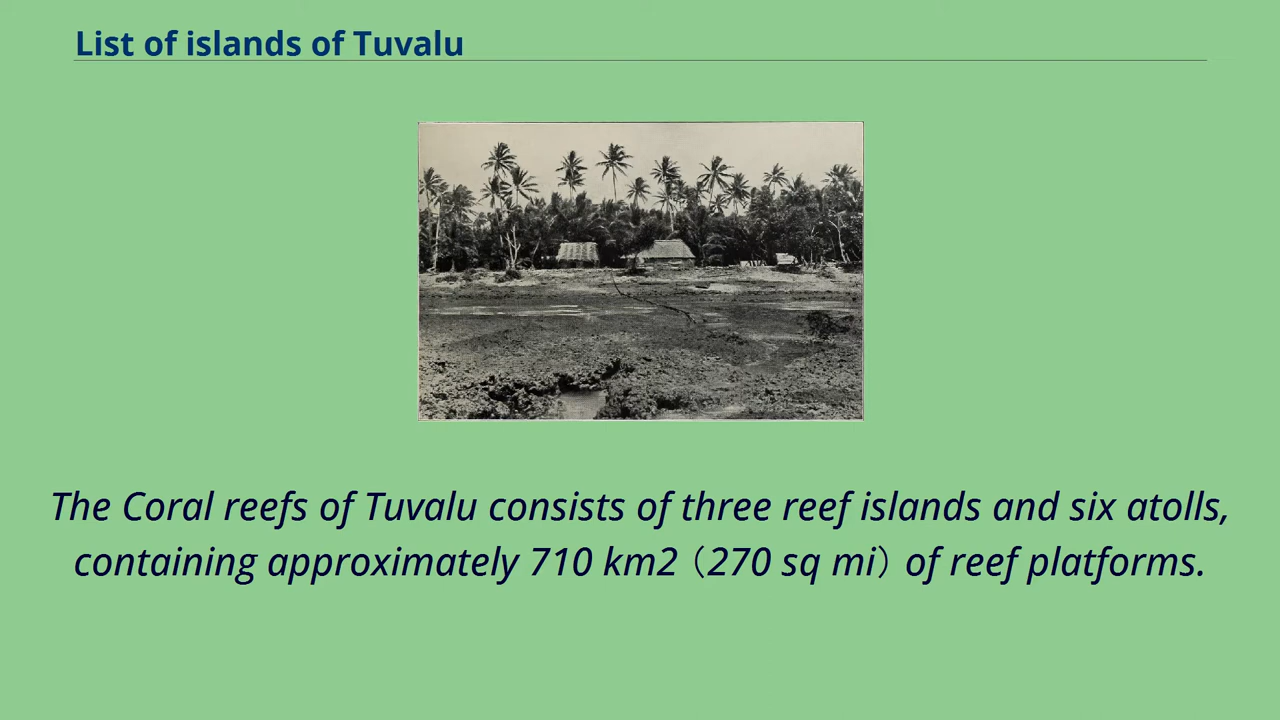 List of islands of Tuvalu
The Coral reefs of Tuvalu consists of three reef islands and six atolls,
containing approximately 710 km2（270 sq mi）of reef platforms.